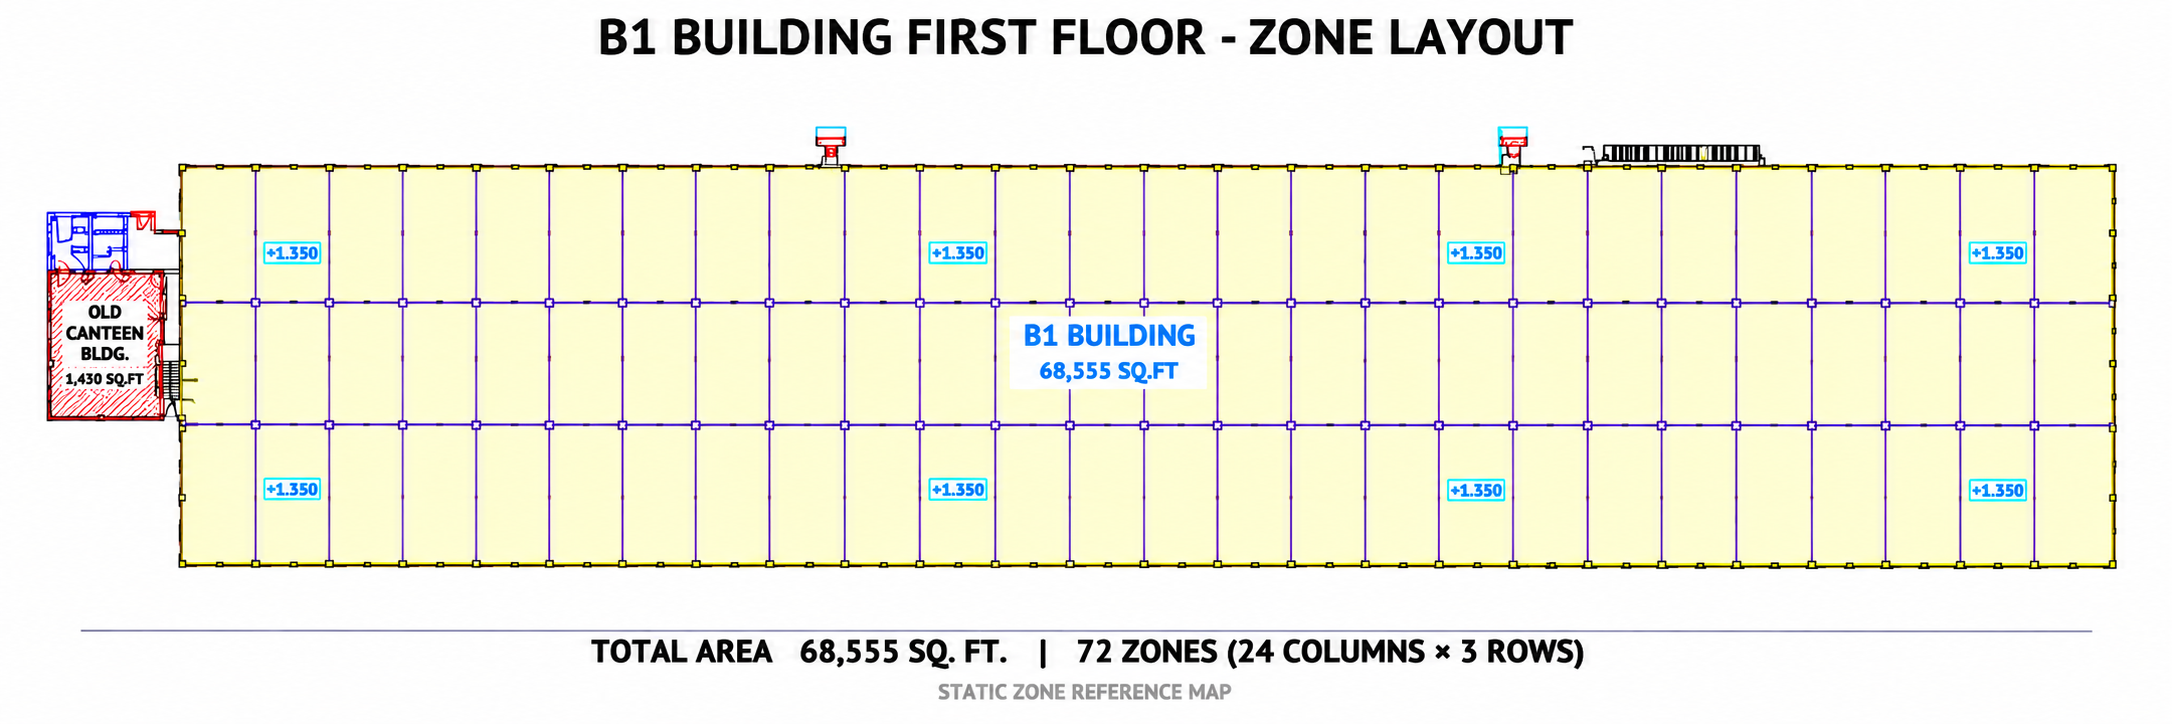 B1 BUILDING FIRST FLOOR - ZONE LAYOUT
+1.350
+1.350
+1.350
+1.350
OLD
CANTEEN
BLDG.
1,430 SQ.FT
B1 BUILDING
68,555 SQ.FT
+1.350
+1.350
+1.350
+1.350
TOTAL AREA 68,555 SQ. FT. | 72 ZONES (24 COLUMNS × 3 ROWS)
STATIC ZONE REFERENCE MAP